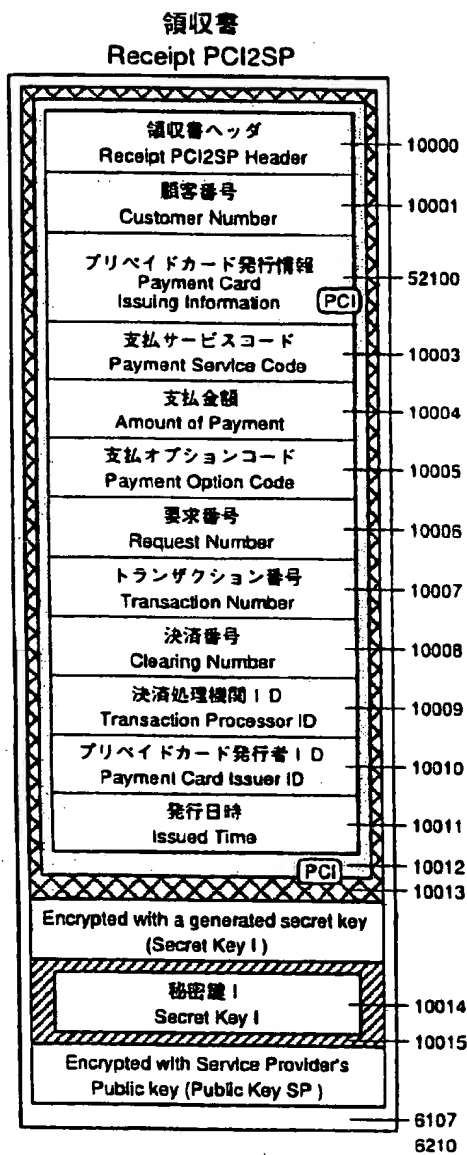 領収書
Receipt PCI2SP
領収書ヘッダ
Receipt PCI2SP Header
10000
顧客番号
Customer Number
10001
プリペイドカード発行情報
Payment Card
Issuing Information
PCI
52100
支払サービスコード
Payment Service Code
10003
支払金額
Amount of Payment
10004
支払オプションコード
Payment Option Code
10005
要求番号
Request Number
10006
トランザクション番号
Transaction Number
10007
決済番号
Clearing Number
10008
決済処理機関ID
Transaction Processor ID
10009
プリペイドカード発行者ID
Payment Card Issuer ID
10010
発行日時
Issued Time
10011
PCI
10012
10013
Encrypted with a generated secret key
(Secret Key I )
秘密鍵I
Secret Key I
10014
10015
Encrypted with Service Provider's
Public key (Public Key SP )
6107
6210